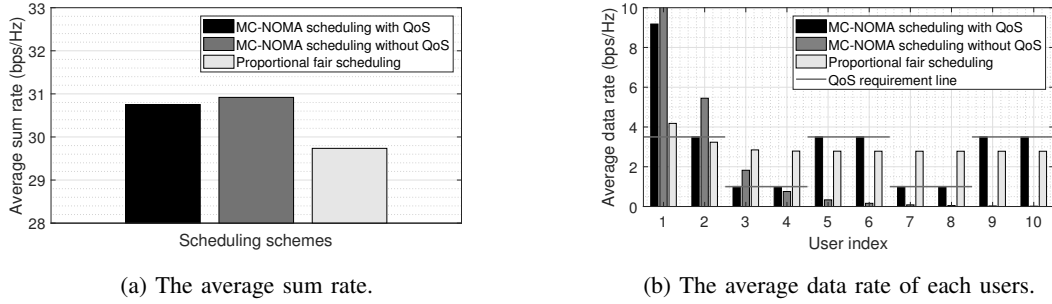 33
32
31
30
29
28
Average sum rate (bps/Hz)
MC-NOMA scheduling with QoS
MC-NOMA scheduling without QoS
Proportional fair scheduling
Scheduling schemes
(a) The average sum rate.
10
8
6
4
2
0
Average data rate (bps/Hz)
MC-NOMA scheduling with QoS
MC-NOMA scheduling without QoS
Proportional fair scheduling
QoS requirement line
1 2 3 4 5 6 7 8 9 10
User index
(b) The average data rate of each users.